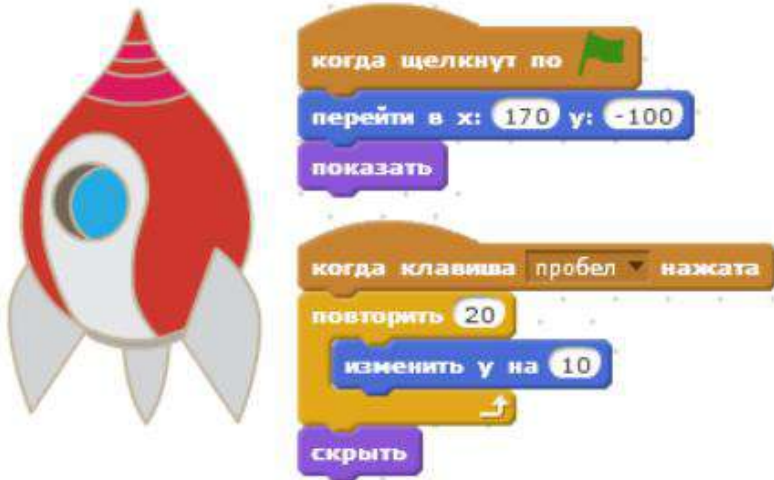 когда щелкнут по
перейти в x: 170 y: -100
показать
когда клавиша пробел нажата
повторить 20
изменить y на 10
скрыть